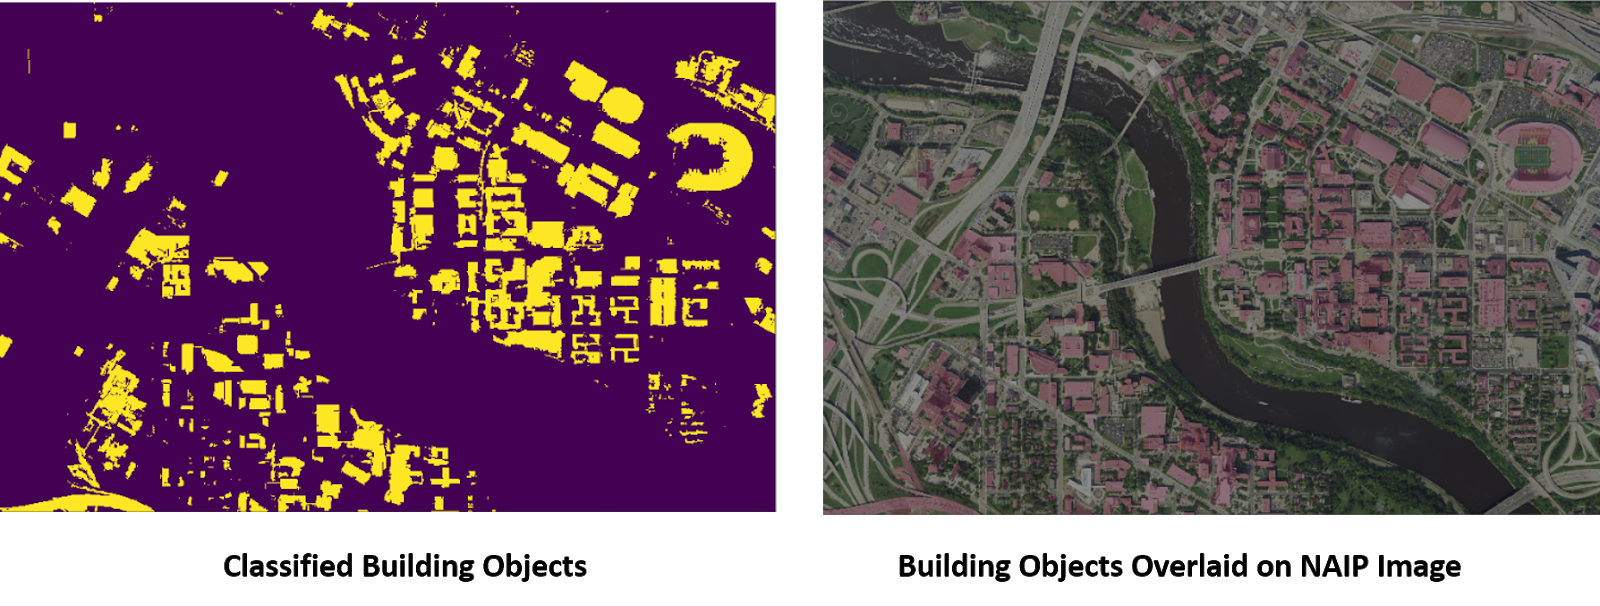 Classified Building Objects
Building Objects Overlaid on NAIP Image